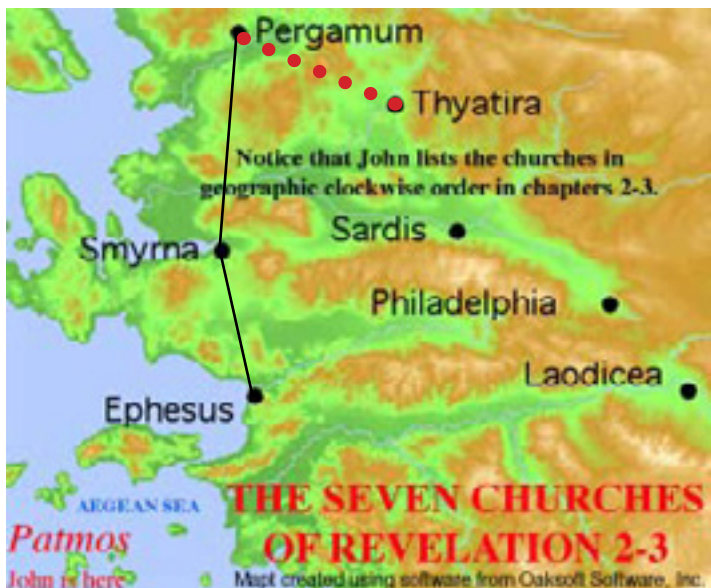 Pergamum
Thyatira
Notice that John lists the churches in
geographic clockwise order in chapters 2-3.
Sardis
Smyrna
Philadelphia
Laodicea
Ephesus
AEGEAN SEA
THE SEVEN CHURCHES
OF REVELATION 2-3
Patmos
John is here
Mapt created using software from Oaksoft Software, Inc.